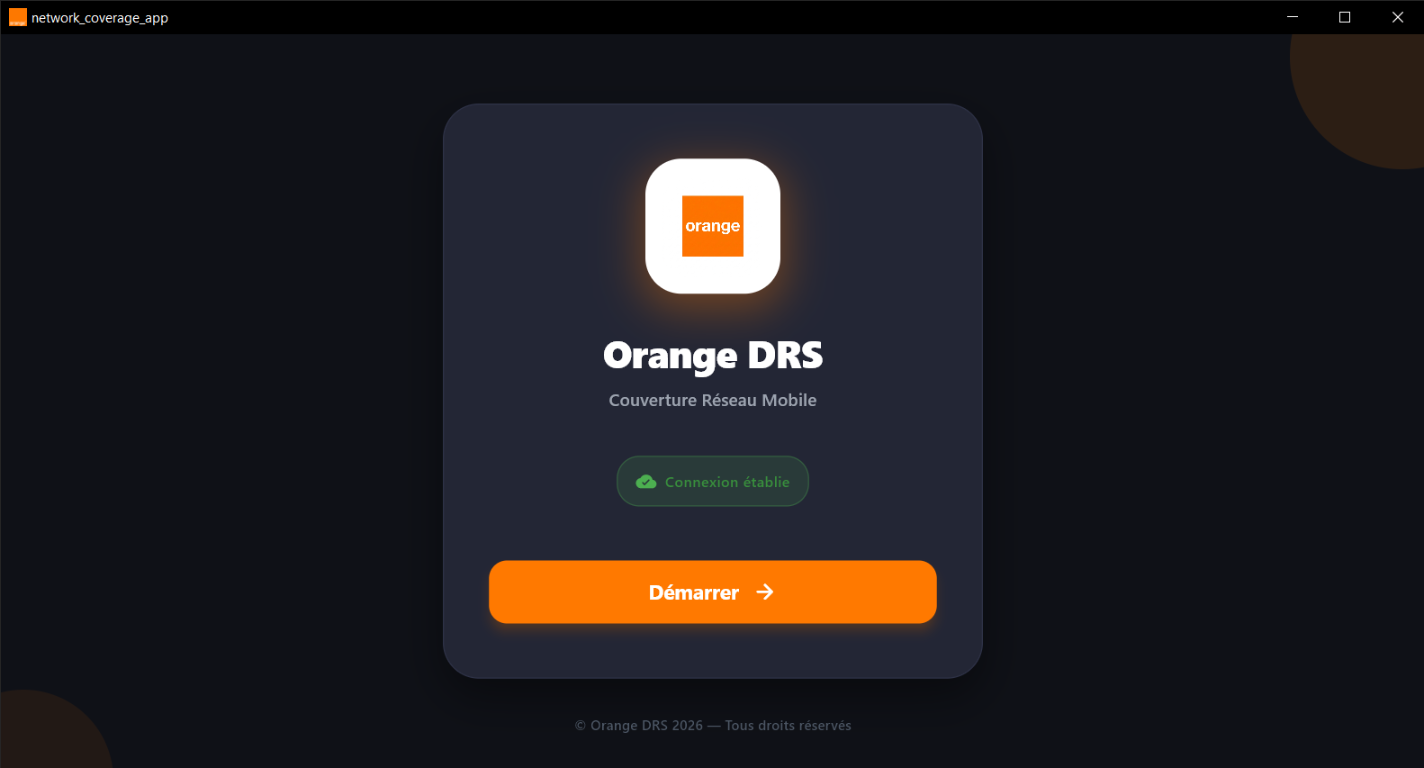 network_coverage_app
orange
Orange DRS
Couverture Réseau Mobile
Connexion établie
Démarrer →
© Orange DRS 2026 — Tous droits réservés